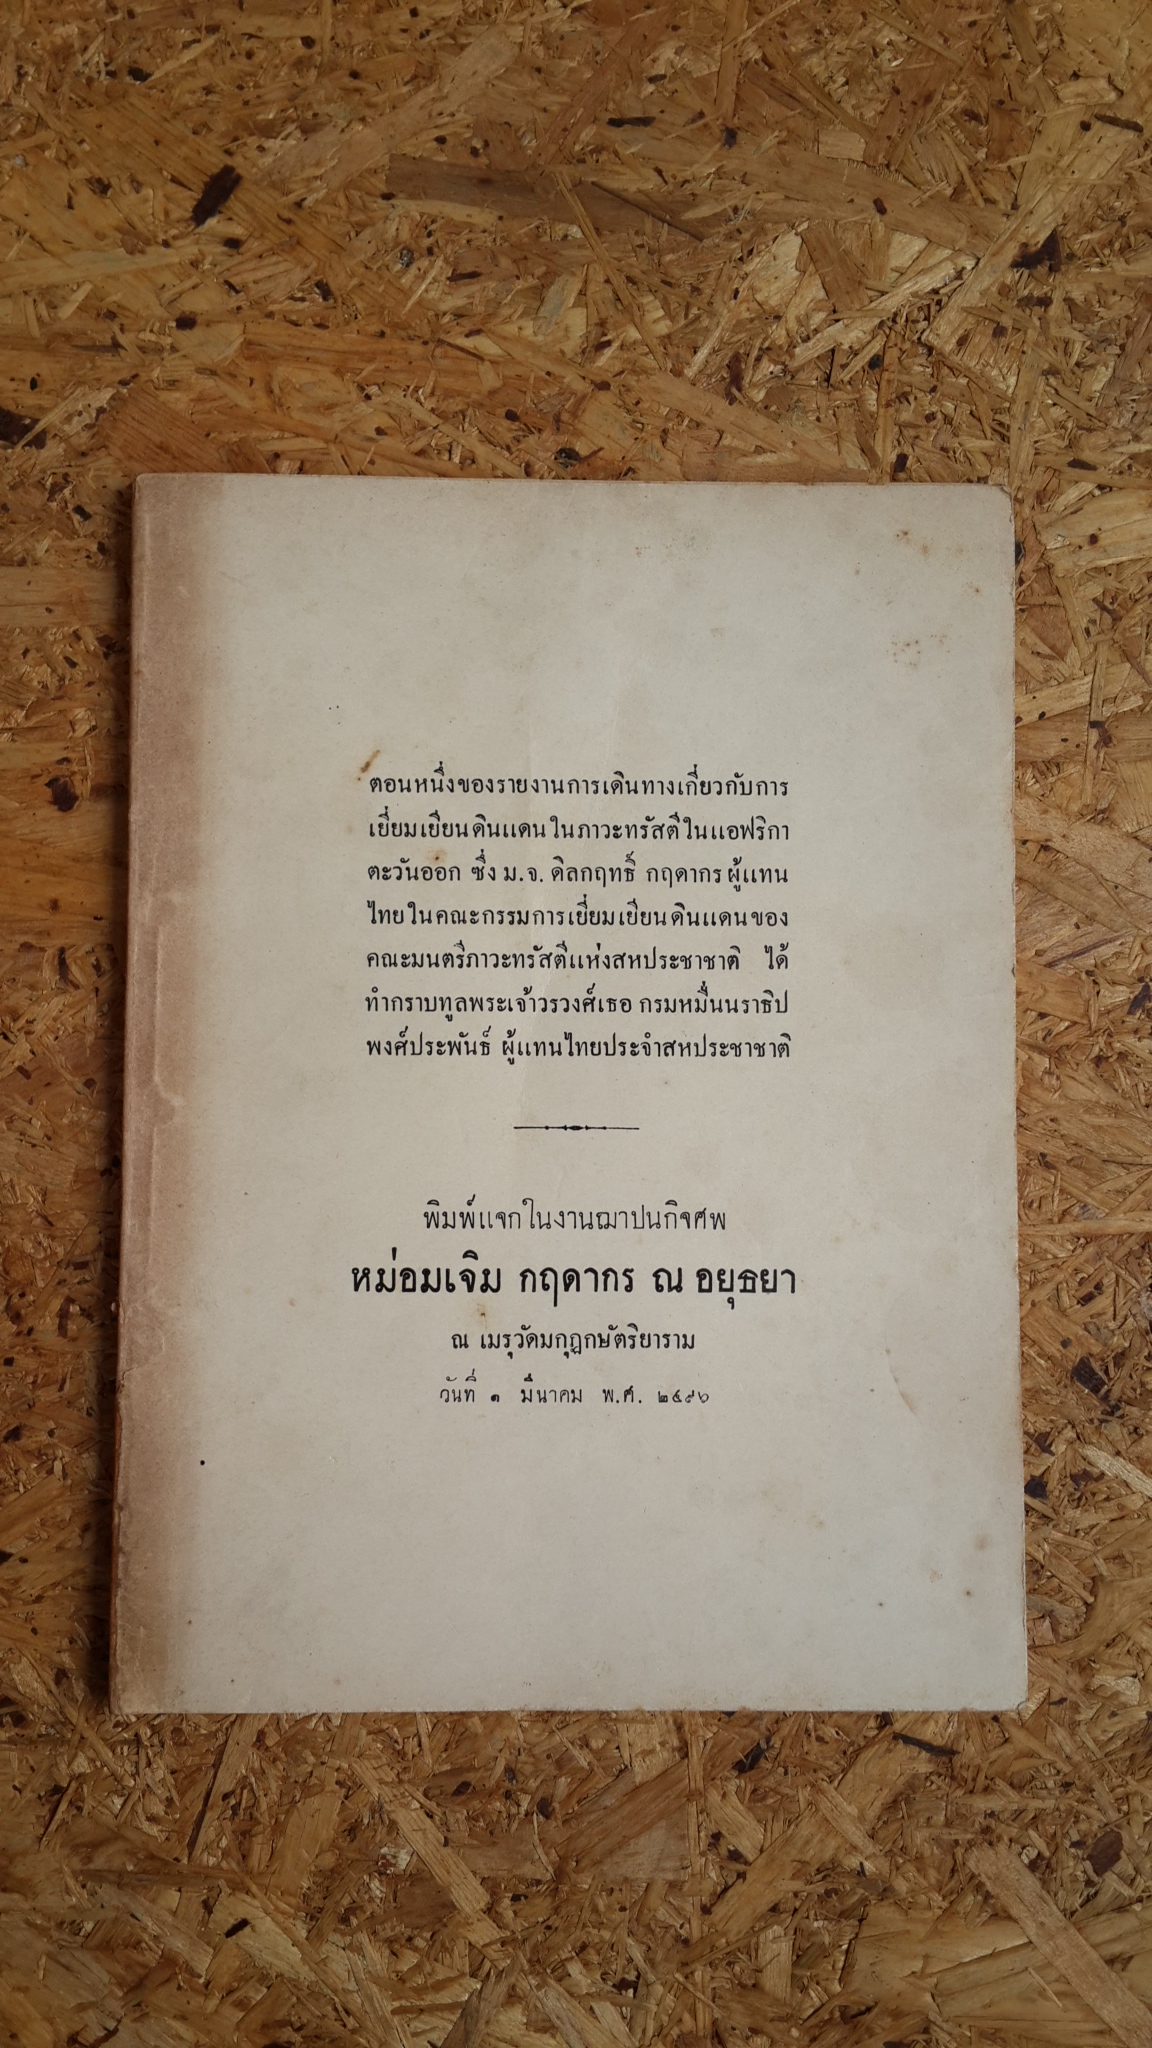 ตอนหนึ่งของรายงานการเดินทางเกี่ยวกับการ
เยี่ยมเยียนดินแดนในภาวะทรัสตีในแอฟริกา
ตะวันออก ซึ่ง ม.จ. ดิลกฤทธิ์ กฤดากร ผู้แทน
ไทยในคณะกรรมการเยี่ยมเยียนดินแดนของ
คณะมนตรีภาวะทรัสตีแห่งสหประชาชาติ ได้
ทำกราบทูลพระเจ้าวรวงศ์เธอ กรมหมื่นนราธิป
พงศ์ประพันธ์ ผู้แทนไทยประจำสหประชาชาติ
พิมพ์แจกในงานฌาปนกิจศพ
หม่อมเจิม กฤดากร ณ อยุธยา
ณ เมรุวัดมกุฏกษัตริยาราม
วันที่ ๑ มีนาคม พ.ศ. ๒๔๙๖